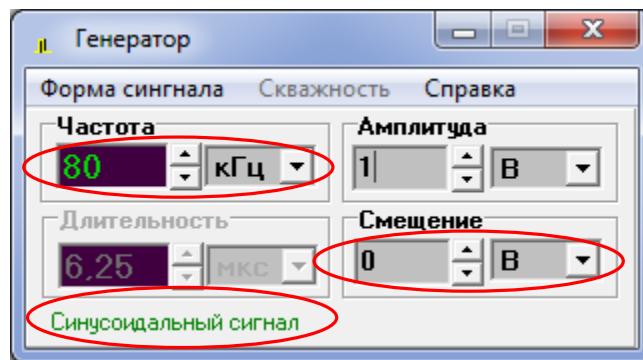 Генератор
Форма сингнала Скважность Справка
Частота Амплитуда
80 кГц 1 В
Длительность Смещение
6,25 мкс 0 В
Синусоидальный сигнал